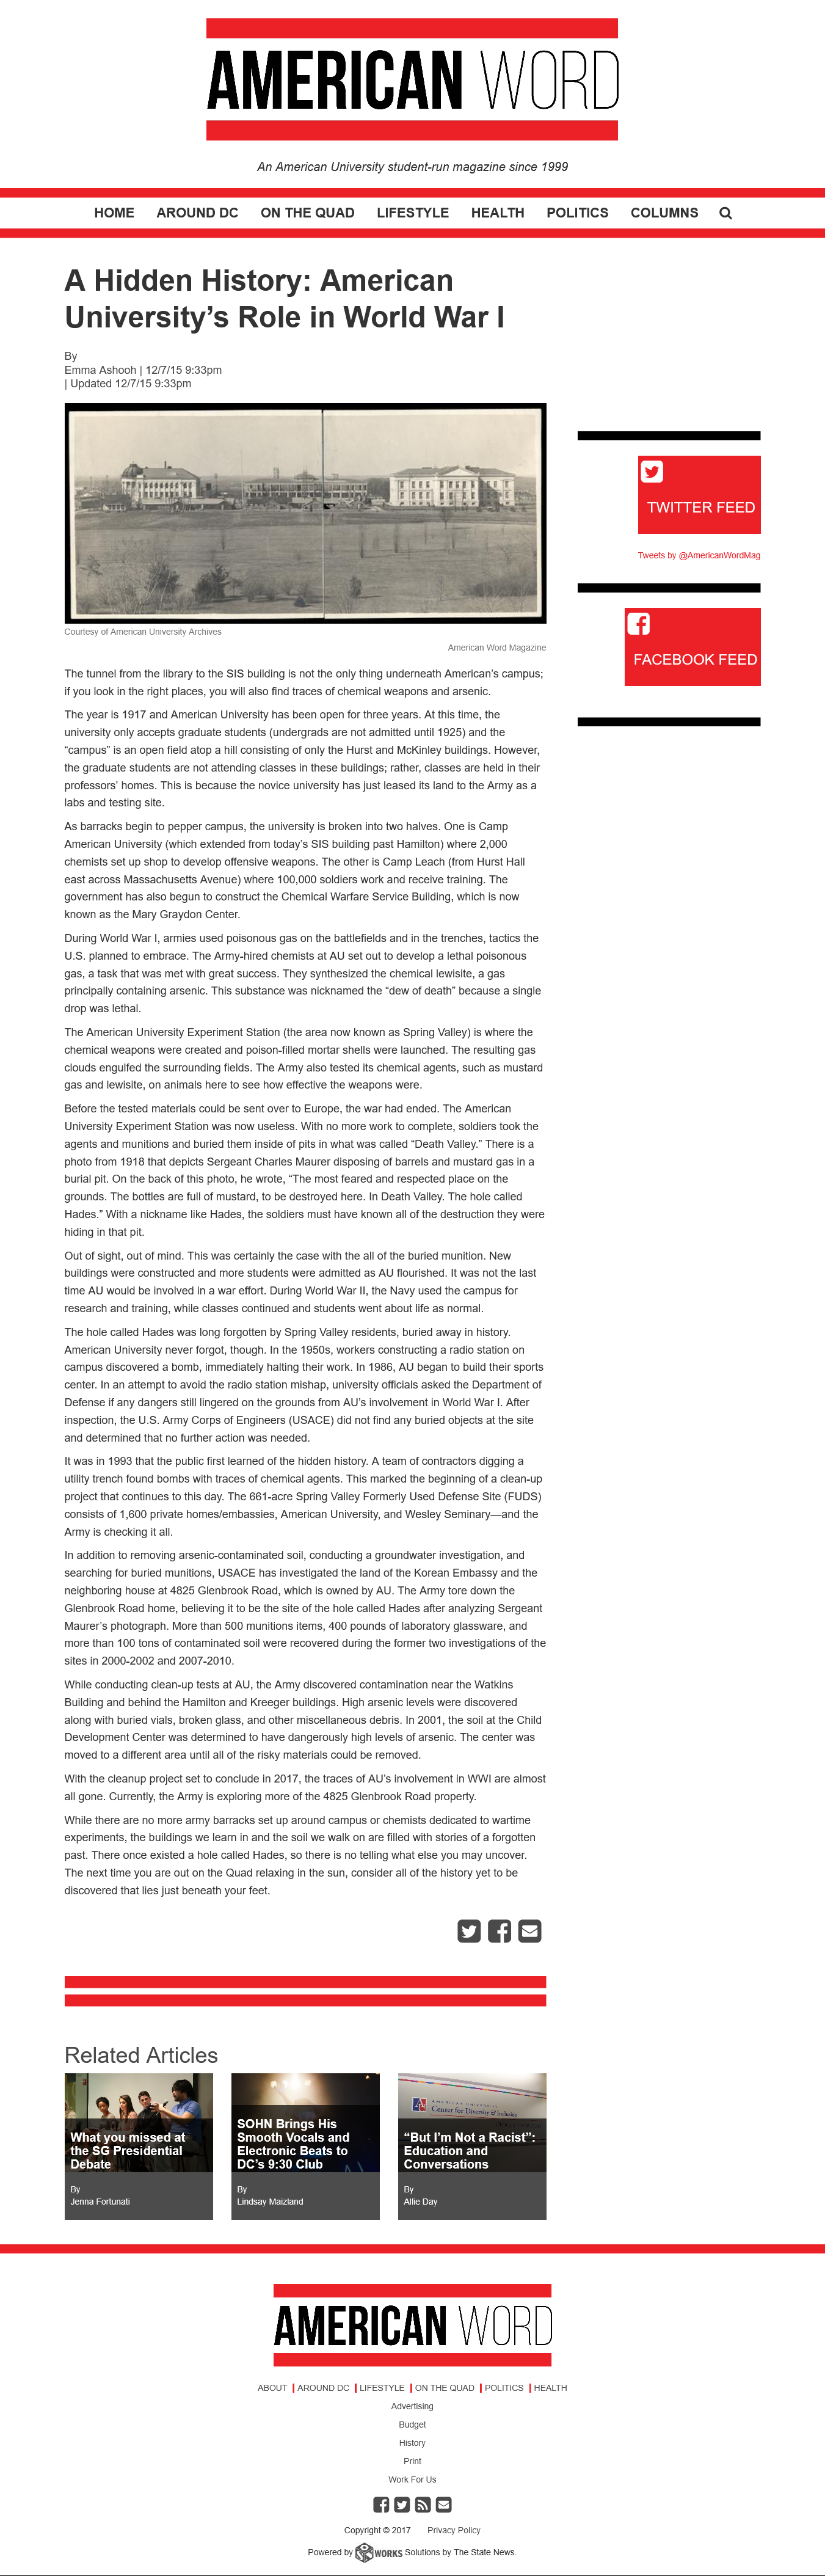 AMERICAN WORD
An American University student-run magazine since 1999
HOME AROUND DC ON THE QUAD LIFESTYLE HEALTH POLITICS COLUMNS
A Hidden History: American
University’s Role in World War I
By
Emma Ashooh | 12/7/15 9:33pm
| Updated 12/7/15 9:33pm
Courtesy of American University Archives
American Word Magazine
The tunnel from the library to the SIS building is not the only thing underneath American’s campus;
if you look in the right places, you will also find traces of chemical weapons and arsenic.
The year is 1917 and American University has been open for three years. At this time, the
university only accepts graduate students (undergrads are not admitted until 1925) and the
“campus” is an open field atop a hill consisting of only the Hurst and McKinley buildings. However,
the graduate students are not attending classes in these buildings; rather, classes are held in their
professors’ homes. This is because the novice university has just leased its land to the Army as a
labs and testing site.
As barracks begin to pepper campus, the university is broken into two halves. One is Camp
American University (which extended from today’s SIS building past Hamilton) where 2,000
chemists set up shop to develop offensive weapons. The other is Camp Leach (from Hurst Hall
east across Massachusetts Avenue) where 100,000 soldiers work and receive training. The
government has also begun to construct the Chemical Warfare Service Building, which is now
known as the Mary Graydon Center.
During World War I, armies used poisonous gas on the battlefields and in the trenches, tactics the
U.S. planned to embrace. The Army-hired chemists at AU set out to develop a lethal poisonous
gas, a task that was met with great success. They synthesized the chemical lewisite, a gas
principally containing arsenic. This substance was nicknamed the “dew of death” because a single
drop was lethal.
The American University Experiment Station (the area now known as Spring Valley) is where the
chemical weapons were created and poison-filled mortar shells were launched. The resulting gas
clouds engulfed the surrounding fields. The Army also tested its chemical agents, such as mustard
gas and lewisite, on animals here to see how effective the weapons were.
Before the tested materials could be sent over to Europe, the war had ended. The American
University Experiment Station was now useless. With no more work to complete, soldiers took the
agents and munitions and buried them inside of pits in what was called “Death Valley.” There is a
photo from 1918 that depicts Sergeant Charles Maurer disposing of barrels and mustard gas in a
burial pit. On the back of this photo, he wrote, “The most feared and respected place on the
grounds. The bottles are full of mustard, to be destroyed here. In Death Valley. The hole called
Hades.” With a nickname like Hades, the soldiers must have known all of the destruction they were
hiding in that pit.
Out of sight, out of mind. This was certainly the case with the all of the buried munition. New
buildings were constructed and more students were admitted as AU flourished. It was not the last
time AU would be involved in a war effort. During World War II, the Navy used the campus for
research and training, while classes continued and students went about life as normal.
The hole called Hades was long forgotten by Spring Valley residents, buried away in history.
American University never forgot, though. In the 1950s, workers constructing a radio station on
campus discovered a bomb, immediately halting their work. In 1986, AU began to build their sports
center. In an attempt to avoid the radio station mishap, university officials asked the Department of
Defense if any dangers still lingered on the grounds from AU’s involvement in World War I. After
inspection, the U.S. Army Corps of Engineers (USACE) did not find any buried objects at the site
and determined that no further action was needed.
It was in 1993 that the public first learned of the hidden history. A team of contractors digging a
utility trench found bombs with traces of chemical agents. This marked the beginning of a clean-up
project that continues to this day. The 661-acre Spring Valley Formerly Used Defense Site (FUDS)
consists of 1,600 private homes/embassies, American University, and Wesley Seminary—and the
Army is checking it all.
In addition to removing arsenic-contaminated soil, conducting a groundwater investigation, and
searching for buried munitions, USACE has investigated the land of the Korean Embassy and the
neighboring house at 4825 Glenbrook Road, which is owned by AU. The Army tore down the
Glenbrook Road home, believing it to be the site of the hole called Hades after analyzing Sergeant
Maurer’s photograph. More than 500 munitions items, 400 pounds of laboratory glassware, and
more than 100 tons of contaminated soil were recovered during the former two investigations of the
sites in 2000-2002 and 2007-2010.
While conducting clean-up tests at AU, the Army discovered contamination near the Watkins
Building and behind the Hamilton and Kreeger buildings. High arsenic levels were discovered
along with buried vials, broken glass, and other miscellaneous debris. In 2001, the soil at the Child
Development Center was determined to have dangerously high levels of arsenic. The center was
moved to a different area until all of the risky materials could be removed.
With the cleanup project set to conclude in 2017, the traces of AU’s involvement in WWI are almost
all gone. Currently, the Army is exploring more of the 4825 Glenbrook Road property.
While there are no more army barracks set up around campus or chemists dedicated to wartime
experiments, the buildings we learn in and the soil we walk on are filled with stories of a forgotten
past. There once existed a hole called Hades, so there is no telling what else you may uncover.
The next time you are out on the Quad relaxing in the sun, consider all of the history yet to be
discovered that lies just beneath your feet.
TWITTER FEED
Tweets by @AmericanWordMag
FACEBOOK FEED
Related Articles
What you missed at
the SG Presidential
Debate
By
Jenna Fortunati
SOHN Brings His
Smooth Vocals and
Electronic Beats to
DC’s 9:30 Club
By
Lindsay Maizland
AMERICAN UNIVERSITY
Center for Diversity & Inclusion
“But I’m Not a Racist”:
Education and
Conversations
By
Allie Day
AMERICAN WORD
ABOUT AROUND DC LIFESTYLE ON THE QUAD POLITICS HEALTH
Advertising
Budget
History
Print
Work For Us
Copyright © 2017 Privacy Policy
Powered by SNWORKS Solutions by The State News.